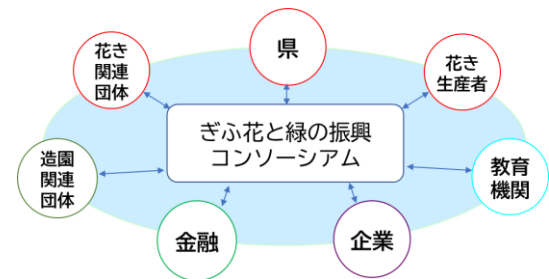 県
花き
関連
団体
花き
生産者
ぎふ花と緑の振興
コンソーシアム
造園
関連
団体
教育
機関
金融
企業